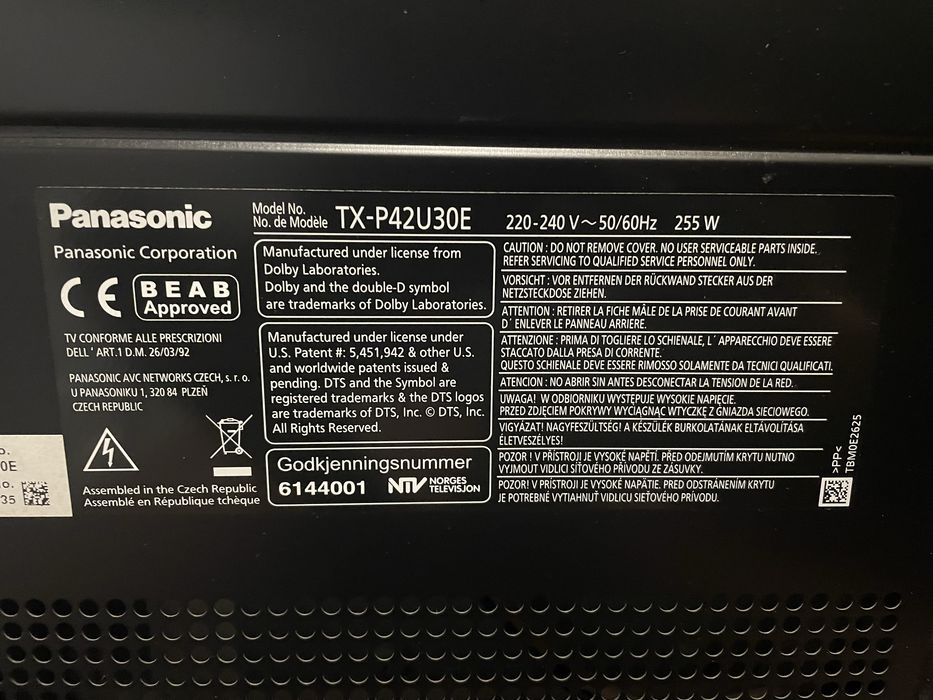 Panasonic
Model No.
No. de Modèle TX-P42U30E
220-240 V∼50/60Hz 255 W
Panasonic Corporation
CE
BEAB
Approved
TV CONFORME ALLE PRESCRIZIONI
DELL' ART.1 D.M. 26/03/92
PANASONIC AVC NETWORKS CZECH, s. r. o.
U PANASONIKU 1, 320 84 PLZEŇ
CZECH REPUBLIC
Assembled in the Czech Republic
Assemblé en République tchèque
Manufactured under license from
Dolby Laboratories.
Dolby and the double-D symbol
are trademarks of Dolby Laboratories.
Manufactured under license under
U.S. Patent #: 5,451,942 & other U.S.
and worldwide patents issued &
pending. DTS and the Symbol are
registered trademarks & the DTS logos
are trademarks of DTS, Inc. © DTS, Inc.
All Rights Reserved.
Godkjenningsnummer
6144001 NTV NORGES
TELEVISJON
CAUTION : DO NOT REMOVE COVER. NO USER SERVICEABLE PARTS INSIDE.
REFER SERVICING TO QUALIFIED SERVICE PERSONNEL ONLY.
VORSICHT : VOR ENTFERNEN DER RÜCKWAND STECKER AUS DER
NETZSTECKDOSE ZIEHEN.
ATTENTION : RETIRER LA FICHE MÂLE DE LA PRISE DE COURANT AVANT
D' ENLEVER LE PANNEAU ARRIERE.
ATTENZIONE : PRIMA DI TOGLIERE LO SCHIENALE, L' APPARECCHIO DEVE ESSERE
STACCATO DALLA PRESA DI CORRENTE.
QUESTO SCHIENALE DEVE ESSERE RIMOSSO SOLAMENTE DA TECNICI QUALIFICATI.
ATENCION : NO ABRIR SIN ANTES DESCONECTAR LA TENSION DE LA RED.
UWAGA! W ODBIORNIKU WYSTĘPUJE WYSOKIE NAPIĘCIE.
PRZED ZDJĘCIEM POKRYWY WYCIĄGNĄĆ WTYCZKĘ Z GNIAZDA SIECIOWEGO.
VIGYÁZAT! NAGYFESZÜLTSÉG! A KÉSZÜLÉK BURKOLATÁNAK ELTÁVOLÍTÁSA
ÉLETVESZÉLYES!
POZOR ! V PŘÍSTROJI JE VYSOKÉ NAPĚTÍ. PŘED ODEJMUTÍM KRYTU NUTNO
VYJMOUT VIDLICI SÍŤOVÉHO PŘÍVODU ZE ZÁSUVKY.
POZOR! V PRÍSTROJI JE VYSOKÉ NAPÄTIE. PRED ODSTRÁNENÍM KRYTU
JE POTREBNÉ VYTIAHNUŤ VIDLICU SIEŤOVÉHO PRÍVODU.
>PP<
TBM0E2625
o.
0E
o.
35